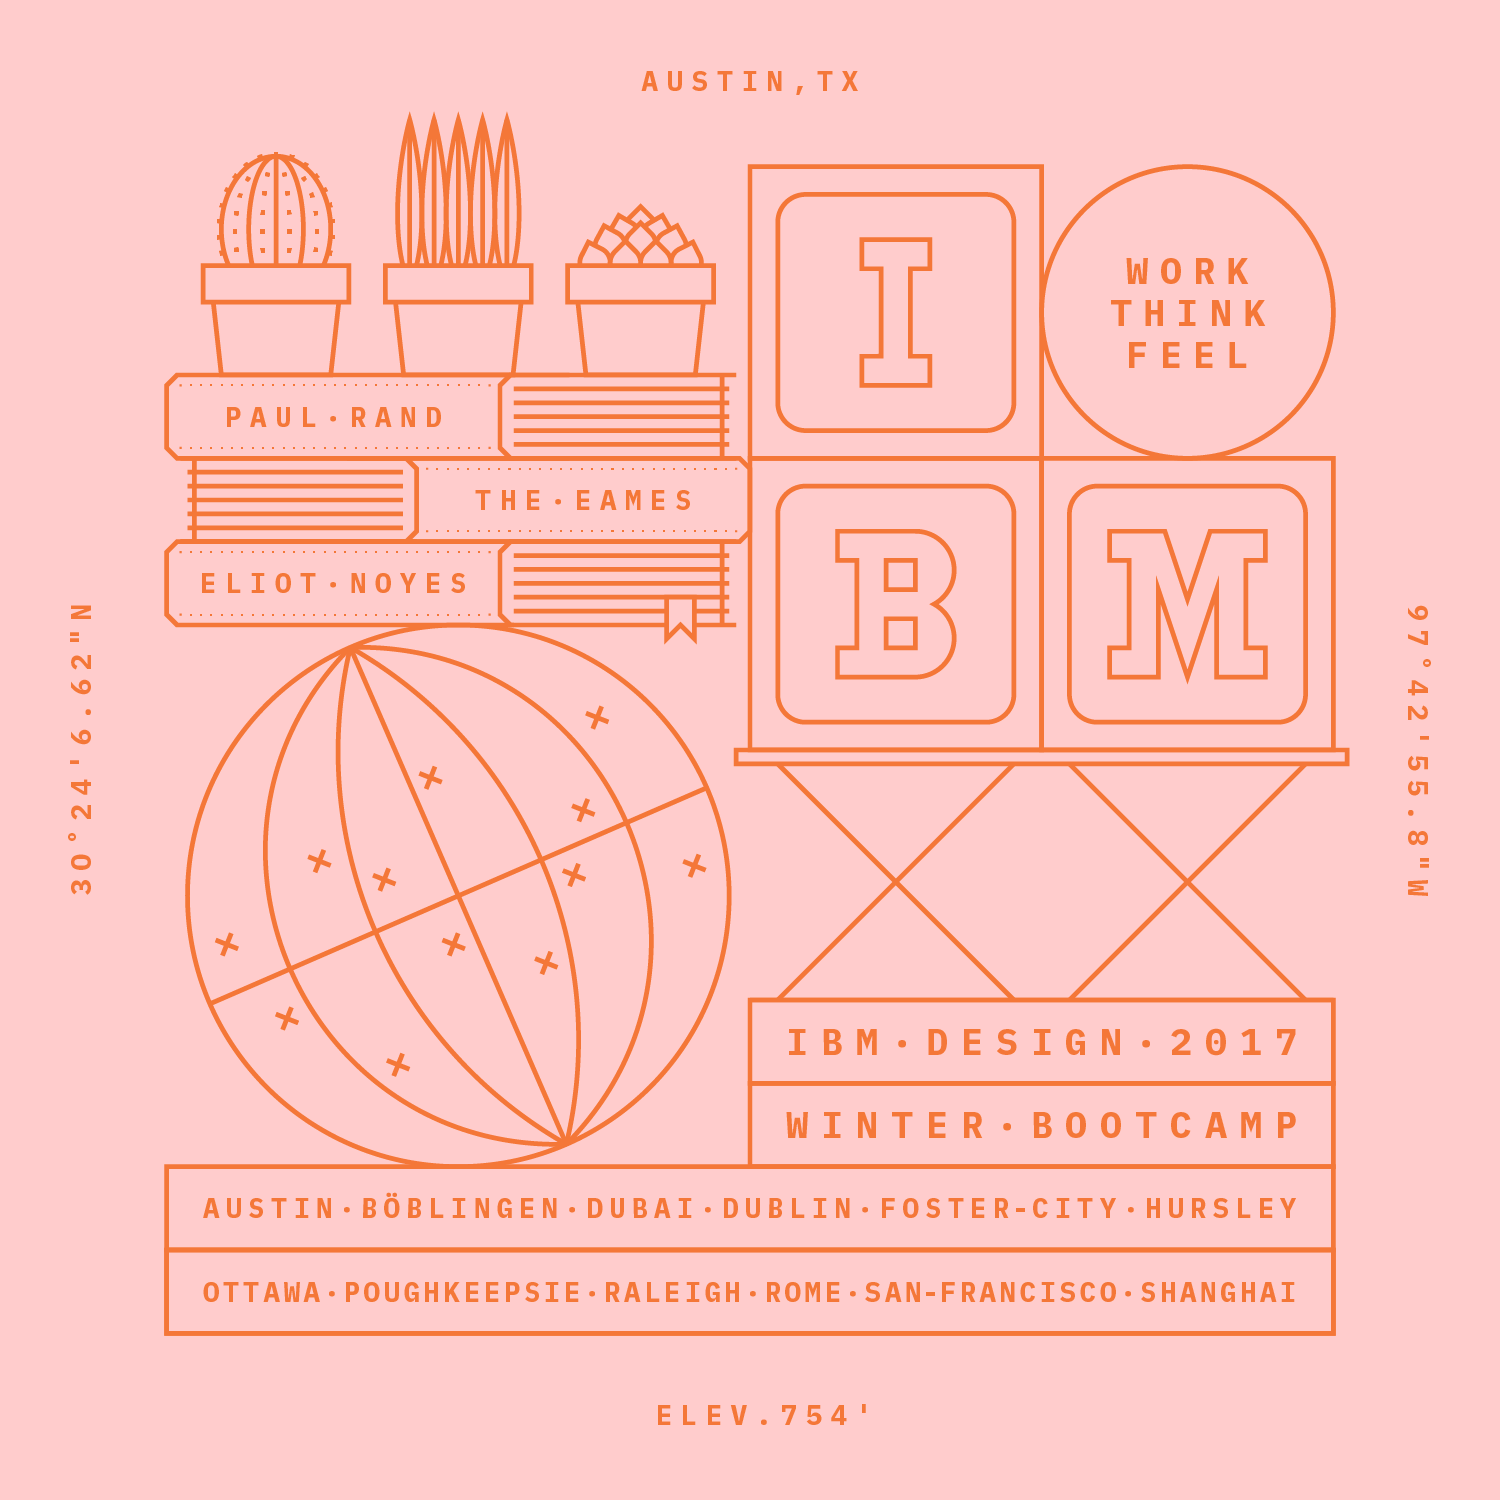 AUSTIN,TX
I
WORK
THINK
FEEL
PAUL·RAND
THE·EAMES
ELIOT·NOYES
B
M
30°24'6.62"N
97°42'55.8"W
IBM·DESIGN·2017
WINTER·BOOTCAMP
AUSTIN·BÖBLINGEN·DUBAI·DUBLIN·FOSTER-CITY·HURSLEY
OTTAWA·POUGHKEEPSIE·RALEIGH·ROME·SAN-FRANCISCO·SHANGHAI
ELEV.754'